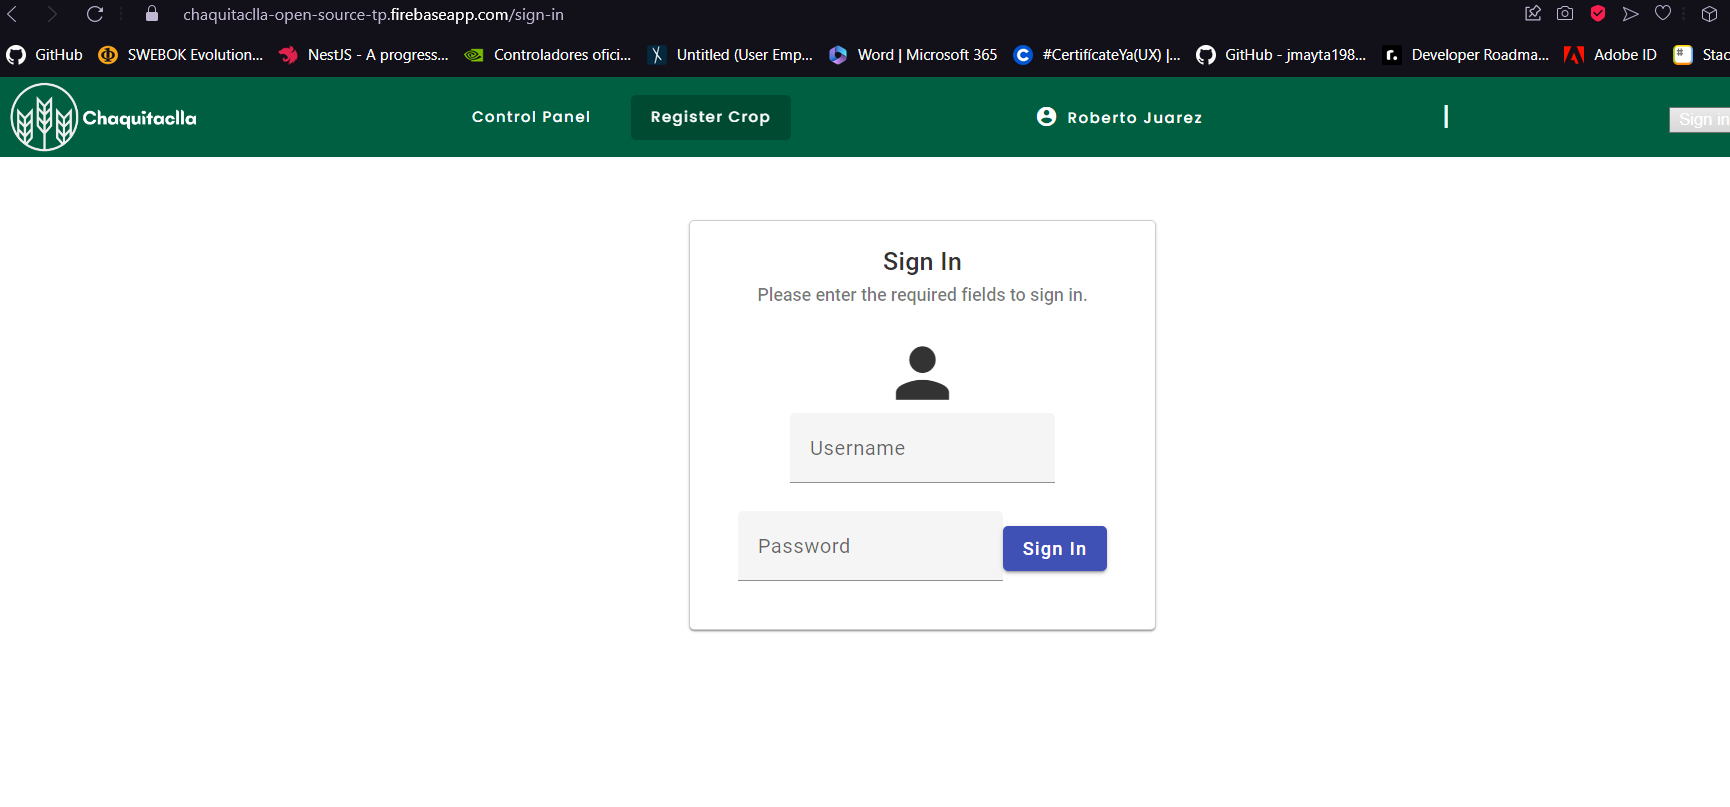 chaquitaclla-open-source-tp.firebaseapp.com/sign-in
GitHub SWEBOK Evolution... NestJS - A progress... Controladores ofici... Untitled (User Emp... Word | Microsoft 365 #CertifícateYa(UX) |... GitHub - jmayta198... Developer Roadma... Adobe ID Stac
Chaquitaclla Control Panel Register Crop Roberto Juarez | Sign in
Sign In
Please enter the required fields to sign in.
Username
Password Sign In